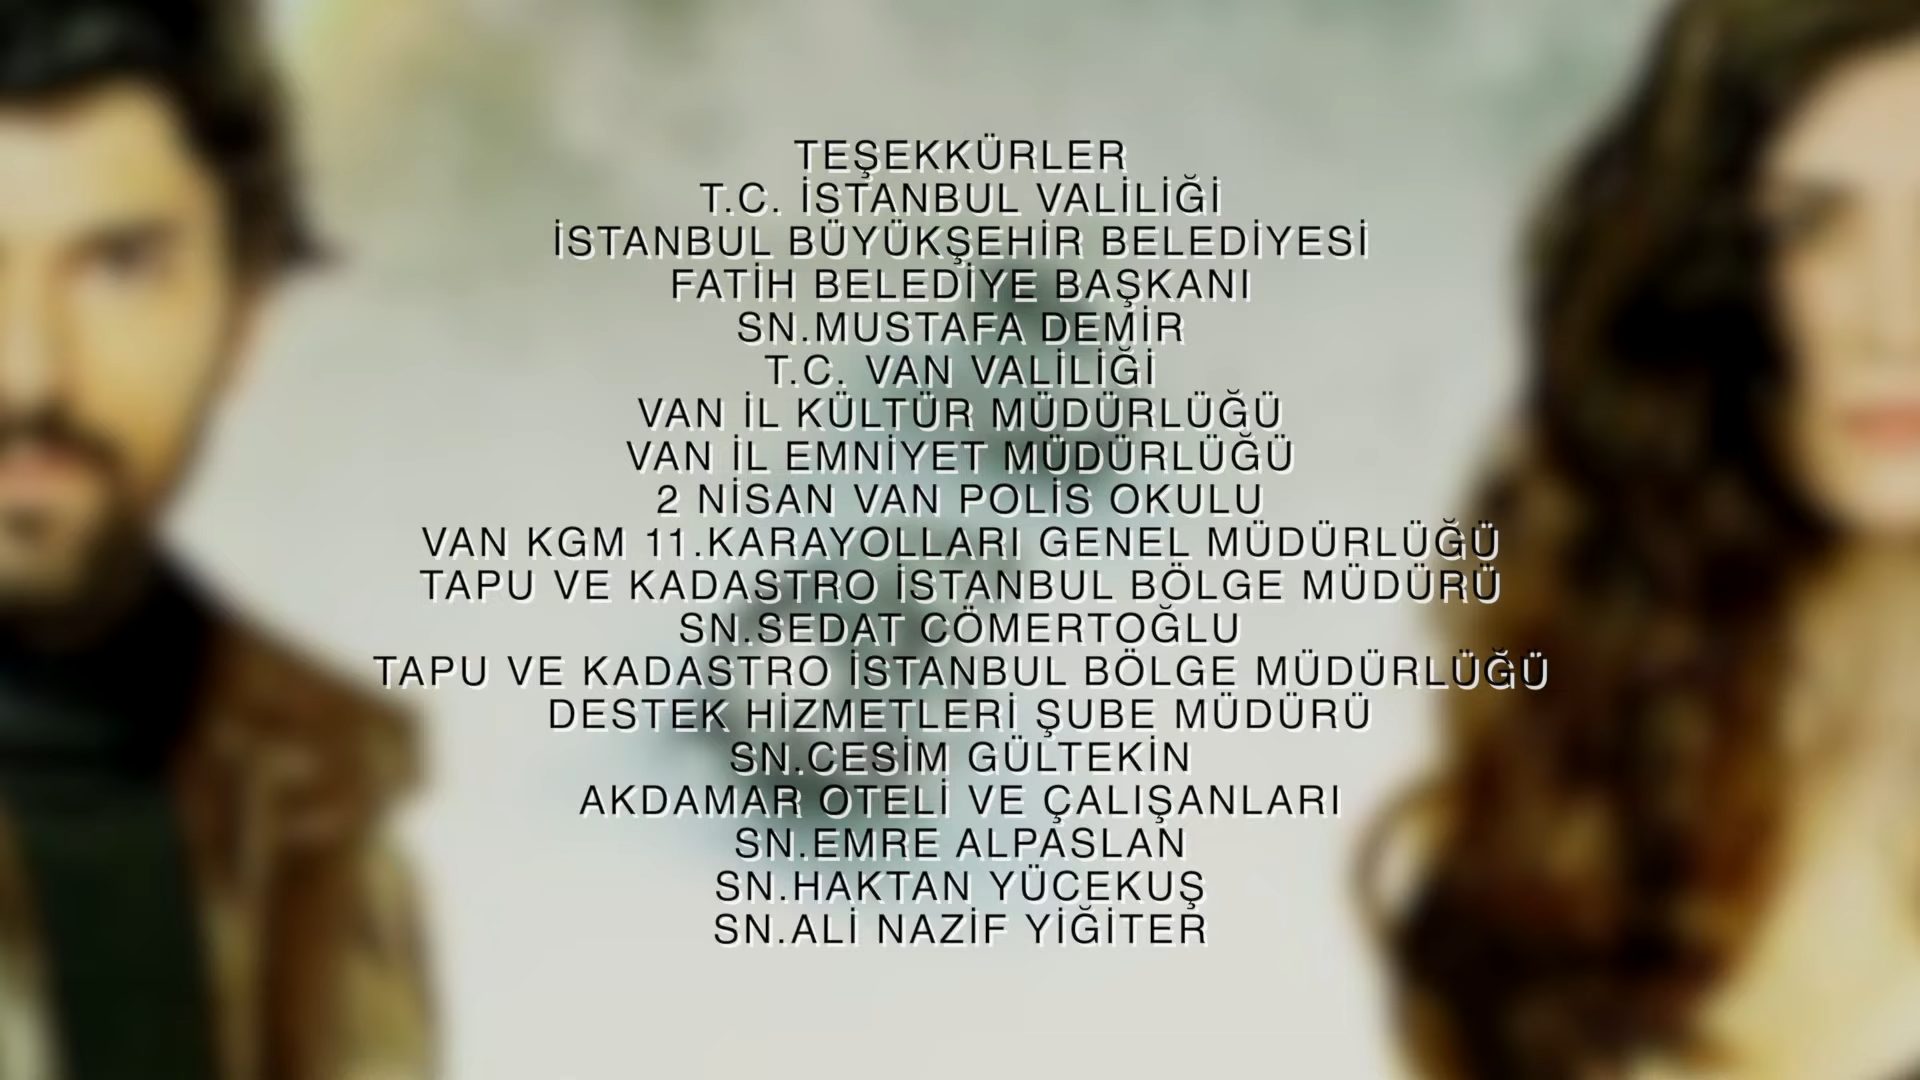 TEŞEKKÜRLER
T.C. İSTANBUL VALİLİĞİ
İSTANBUL BÜYÜKŞEHİR BELEDİYESİ
FATİH BELEDİYE BAŞKANI
SN.MUSTAFA DEMİR
T.C. VAN VALİLİĞİ
VAN İL KÜLTÜR MÜDÜRLÜĞÜ
VAN İL EMNİYET MÜDÜRLÜĞÜ
2 NİSAN VAN POLİS OKULU
VAN KGM 11.KARAYOLLARI GENEL MÜDÜRLÜĞÜ
TAPU VE KADASTRO İSTANBUL BÖLGE MÜDÜRÜ
SN.SEDAT CÖMERTOĞLU
TAPU VE KADASTRO İSTANBUL BÖLGE MÜDÜRLÜĞÜ
DESTEK HİZMETLERİ ŞUBE MÜDÜRÜ
SN.CESİM GÜLTEKİN
AKDAMAR OTELİ VE ÇALIŞANLARI
SN.EMRE ALPASLAN
SN.HAKTAN YÜCEKUŞ
SN.ALİ NAZİF YİĞİTER